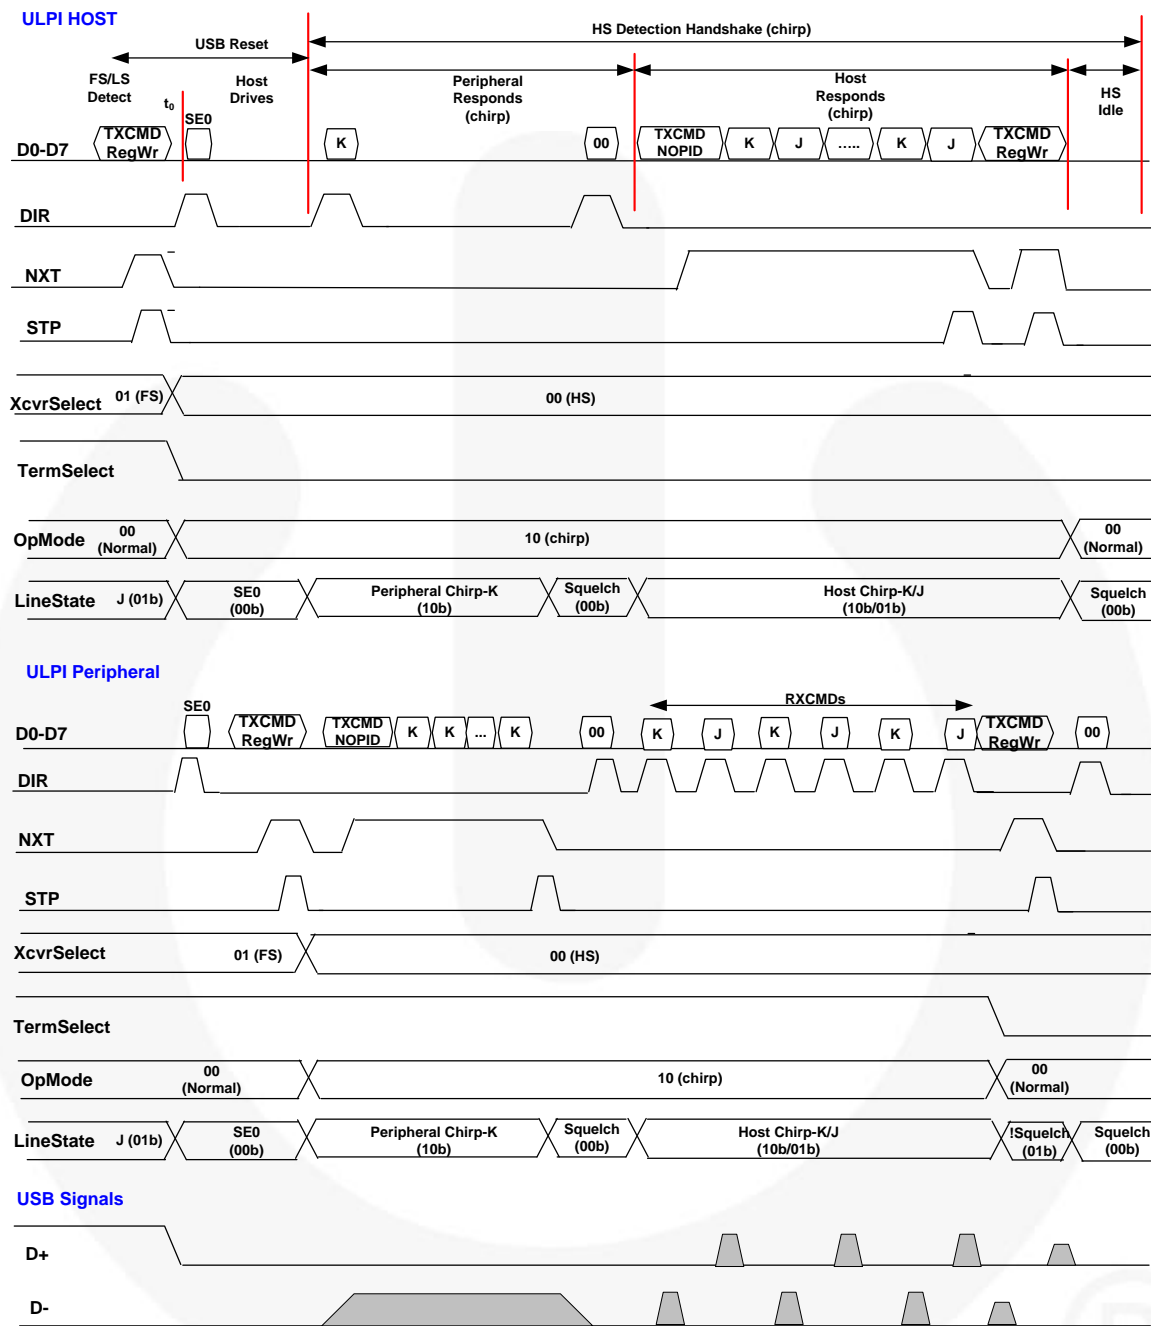 ULPI HOST
USB Reset
HS Detection Handshake (chirp)
FS/LS
Detect
t0
Host
Drives
Peripheral
Responds
(chirp)
Host
Responds
(chirp)
HS
Idle
D0-D7
TXCMD
RegWr
SE0
K
00
TXCMD
NOPID
K
J
.....
K
J
TXCMD
RegWr
DIR
NXT
STP
XcvrSelect
01 (FS)
00 (HS)
TermSelect
OpMode
00
(Normal)
10 (chirp)
00
(Normal)
LineState
J (01b)
SE0
(00b)
Peripheral Chirp-K
(10b)
Squelch
(00b)
Host Chirp-K/J
(10b/01b)
Squelch
(00b)
ULPI Peripheral
RXCMDs
D0-D7
SE0
TXCMD
RegWr
TXCMD
NOPID
K
K
...
K
00
K
J
K
J
K
J
TXCMD
RegWr
00
DIR
NXT
STP
XcvrSelect
01 (FS)
00 (HS)
TermSelect
OpMode
00
(Normal)
10 (chirp)
00
(Normal)
LineState
J (01b)
SE0
(00b)
Peripheral Chirp-K
(10b)
Squelch
(00b)
Host Chirp-K/J
(10b/01b)
!Squelch
(01b)
Squelch
(00b)
USB Signals
D+
D-